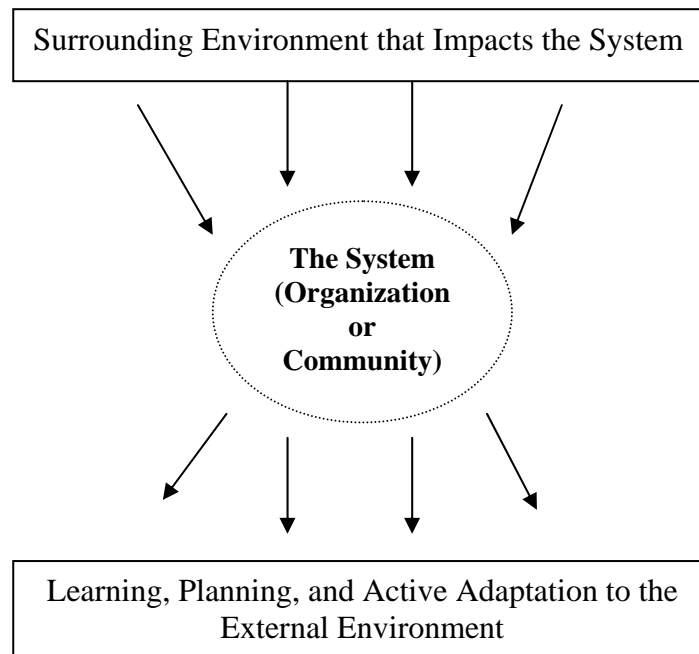 Surrounding Environment that Impacts the System
The System
(Organization
or
Community)
Learning, Planning, and Active Adaptation to the
External Environment